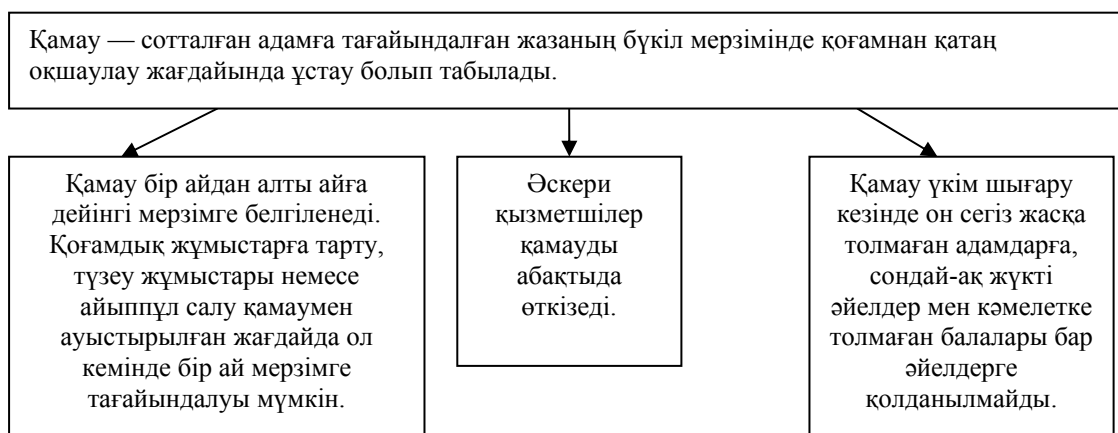 Қамау — сотталған адамға тағайындалған жазаның бүкіл мерзімінде қоғамнан қатаң
оқшаулау жағдайында ұстау болып табылады.
Қамау бір айдан алты айға
дейінгі мерзімге белгіленеді.
Қоғамдық жұмыстарға тарту,
түзеу жұмыстары немесе
айыппұл салу қамаумен
ауыстырылған жағдайда ол
кемінде бір ай мерзімге
тағайындалуы мүмкін.
Әскери
қызметшілер
қамауды
абақтыда
өткізеді.
Қамау үкім шығару
кезінде он сегіз жасқа
толмаған адамдарға,
сондай-ақ жүкті
әйелдер мен кәмелетке
толмаған балалары бар
әйелдерге
қолданылмайды.